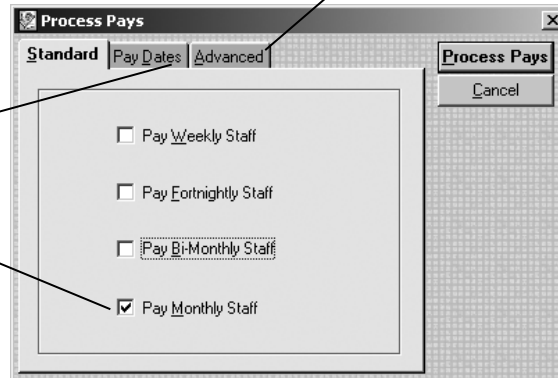 Process Pays
Standard Pay Dates Advanced
Process Pays
Cancel
Pay Weekly Staff
Pay Fortnightly Staff
Pay Bi-Monthly Staff
Pay Monthly Staff